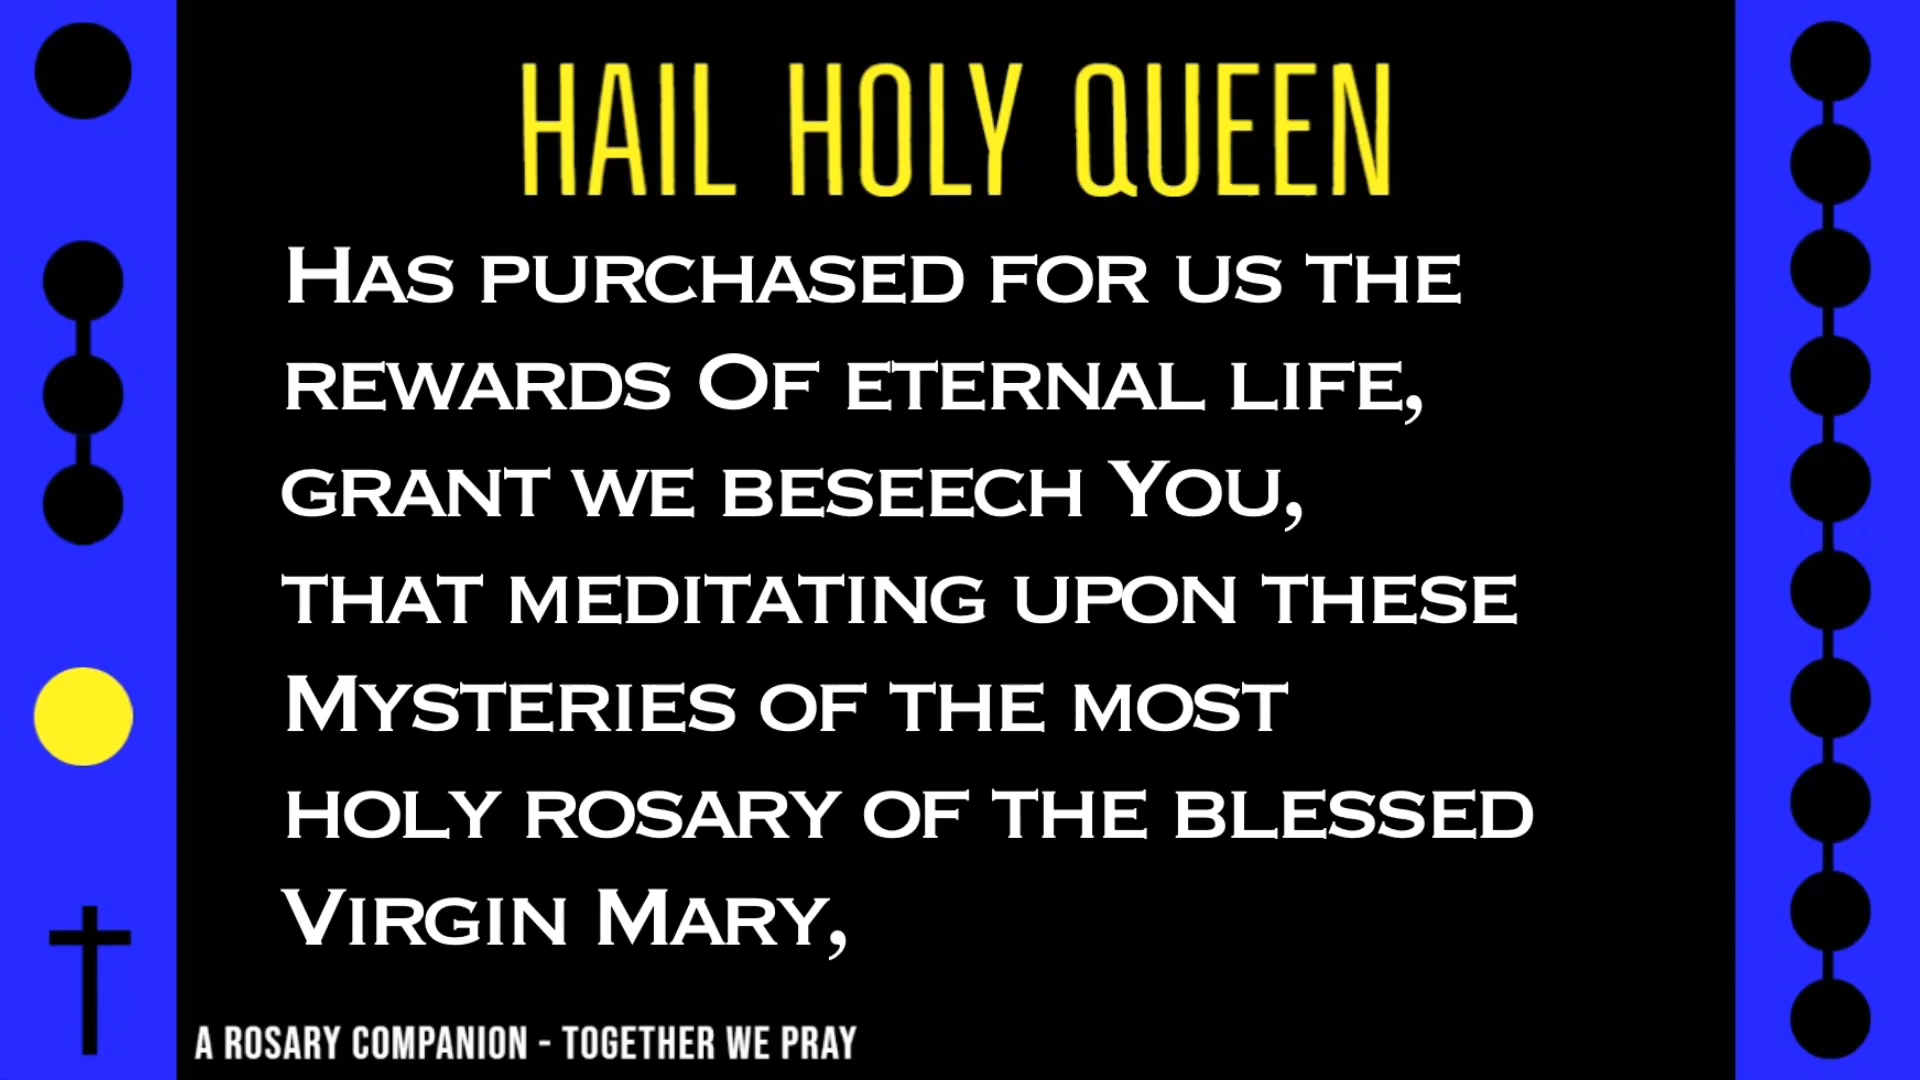 HAIL HOLY QUEEN
Has purchased for us the
rewards Of eternal life,
grant we beseech You,
that meditating upon these
Mysteries of the most
holy rosary of the blessed
Virgin Mary,
A ROSARY COMPANION - TOGETHER WE PRAY